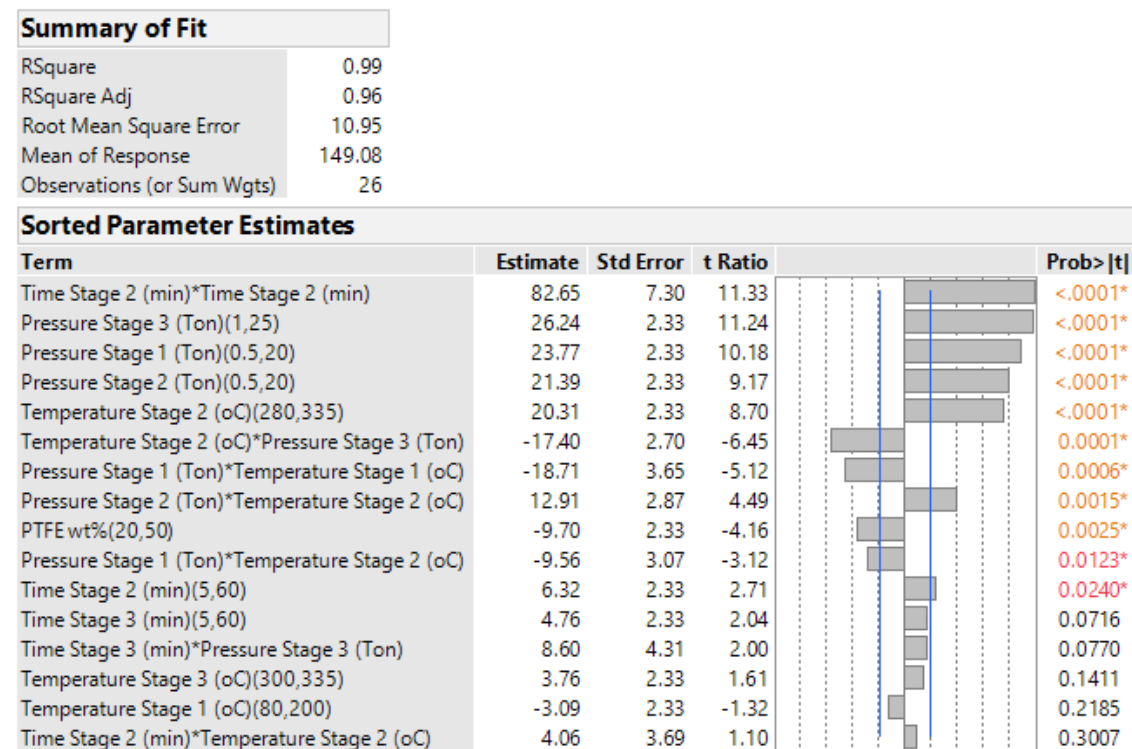 Summary of Fit
RSquare 0.99
RSquare Adj 0.96
Root Mean Square Error 10.95
Mean of Response 149.08
Observations (or Sum Wgts) 26
Sorted Parameter Estimates
Term Estimate Std Error t Ratio Prob>|t|
Time Stage 2 (min)*Time Stage 2 (min) 82.65 7.30 11.33 <.0001*
Pressure Stage 3 (Ton)(1,25) 26.24 2.33 11.24 <.0001*
Pressure Stage 1 (Ton)(0.5,20) 23.77 2.33 10.18 <.0001*
Pressure Stage 2 (Ton)(0.5,20) 21.39 2.33 9.17 <.0001*
Temperature Stage 2 (oC)(280,335) 20.31 2.33 8.70 <.0001*
Temperature Stage 2 (oC)*Pressure Stage 3 (Ton) -17.40 2.70 -6.45 0.0001*
Pressure Stage 1 (Ton)*Temperature Stage 1 (oC) -18.71 3.65 -5.12 0.0006*
Pressure Stage 2 (Ton)*Temperature Stage 2 (oC) 12.91 2.87 4.49 0.0015*
PTFE wt%(20,50) -9.70 2.33 -4.16 0.0025*
Pressure Stage 1 (Ton)*Temperature Stage 2 (oC) -9.56 3.07 -3.12 0.0123*
Time Stage 2 (min)(5,60) 6.32 2.33 2.71 0.0240*
Time Stage 3 (min)(5,60) 4.76 2.33 2.04 0.0716
Time Stage 3 (min)*Pressure Stage 3 (Ton) 8.60 4.31 2.00 0.0770
Temperature Stage 3 (oC)(300,335) 3.76 2.33 1.61 0.1411
Temperature Stage 1 (oC)(80,200) -3.09 2.33 -1.32 0.2185
Time Stage 2 (min)*Temperature Stage 2 (oC) 4.06 3.69 1.10 0.3007